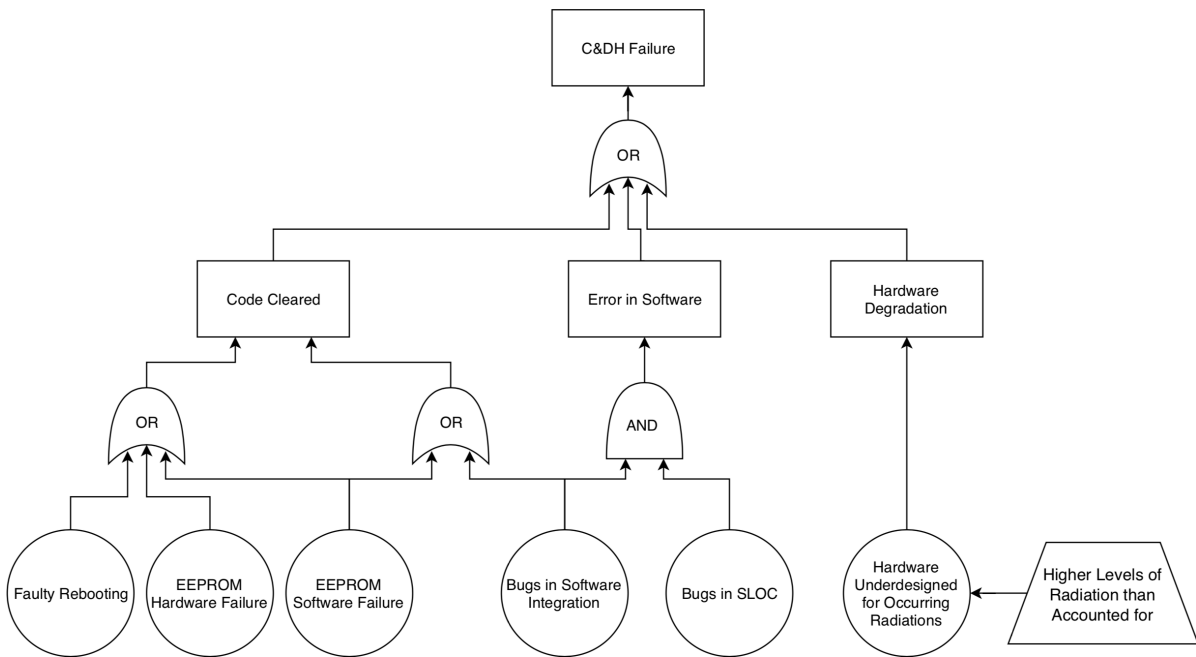 C&DH Failure
OR
Code Cleared
Error in Software
Hardware
Degradation
OR
OR
AND
Faulty Rebooting
EEPROM
Hardware Failure
EEPROM
Software Failure
Bugs in Software
Integration
Bugs in SLOC
Hardware
Underdesigned
for Occurring
Radiations
Higher Levels of
Radiation than
Accounted for